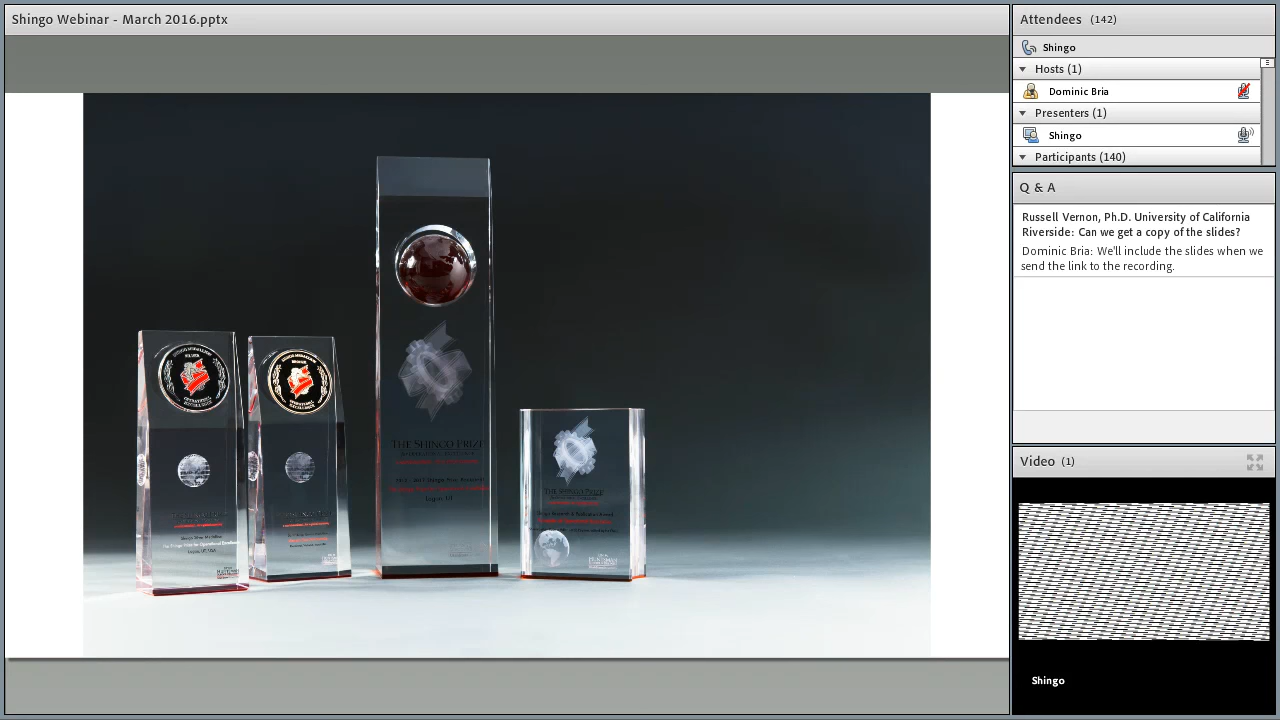 Shingo Webinar - March 2016.pptx
THE SHINGO PRIZE
Logan, UT
THE SHINGO PRIZE
Attendees (142)
Shingo
Hosts (1)
Dominic Bria
Presenters (1)
Shingo
Participants (140)
Q & A
Russell Vernon, Ph.D. University of California
Riverside: Can we get a copy of the slides?
Dominic Bria: We'll include the slides when we
send the link to the recording.
Video (1)
Shingo